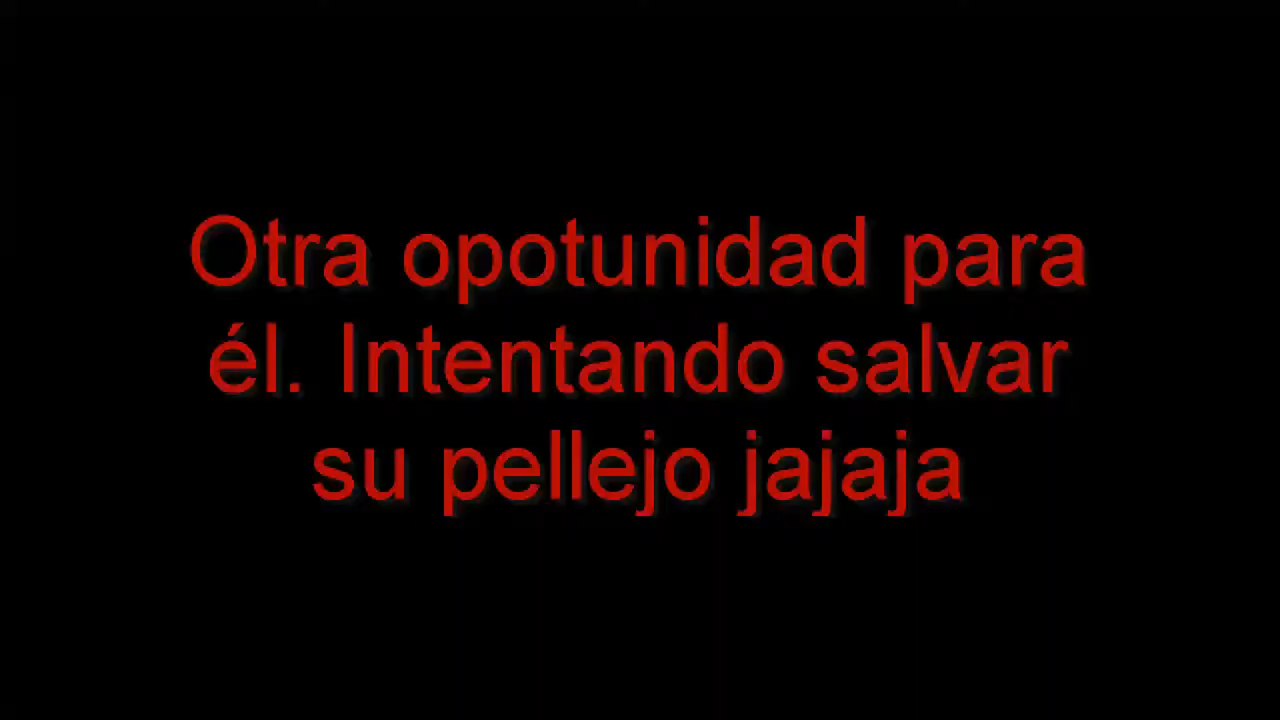 Otra opotunidad para
él. Intentando salvar
su pellejo jajaja